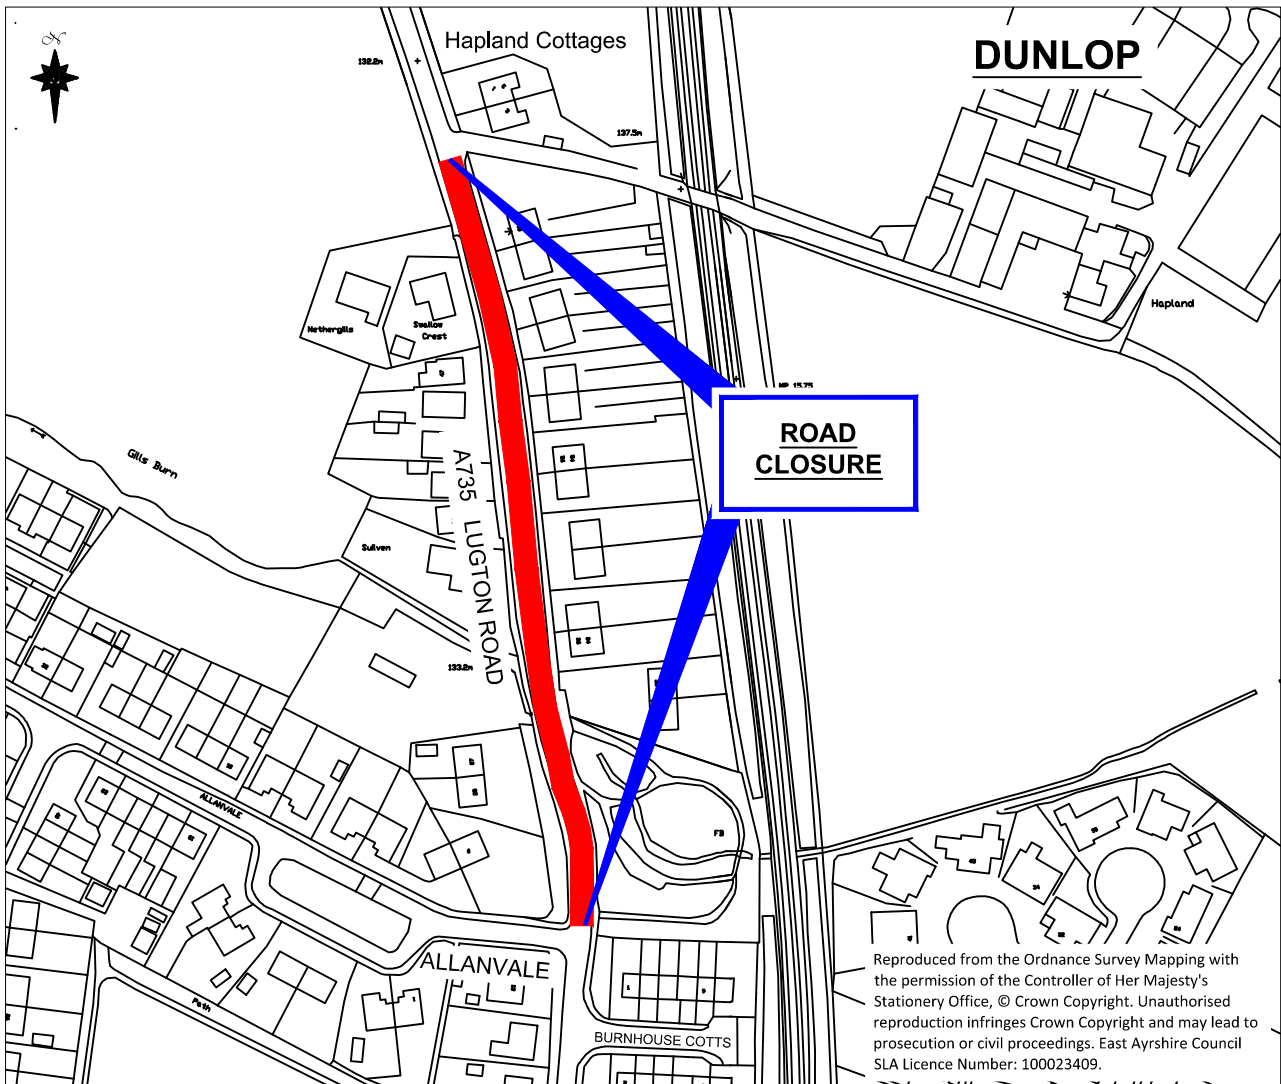 N
Hapland Cottages
DUNLOP
132.2m
137.5m
Hapland
Nethergills
Swallow
Crest
MP 15.75
ROAD
CLOSURE
Gills Burn
A735 LUGTON ROAD
Suilven
133.2m
ALLANVALE
FB
ALLANVALE
Path
BURNHOUSE COTTS
Reproduced from the Ordnance Survey Mapping with
the permission of the Controller of Her Majesty's
Stationery Office, © Crown Copyright. Unauthorised
reproduction infringes Crown Copyright and may lead to
prosecution or civil proceedings. East Ayrshire Council
SLA Licence Number: 100023409.